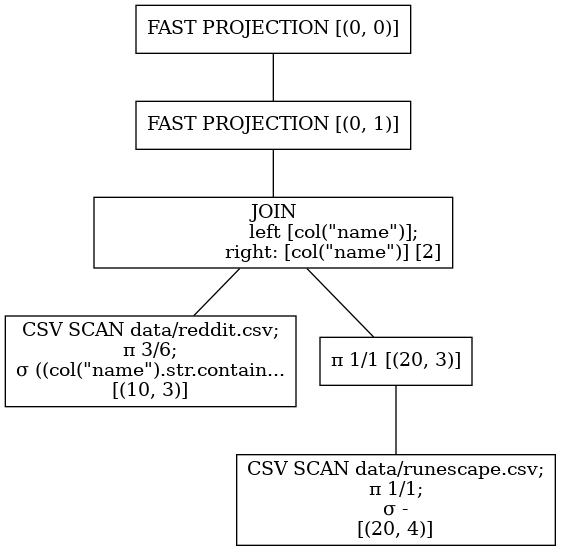 FAST PROJECTION [(0, 0)]
FAST PROJECTION [(0, 1)]
JOIN
left [col("name")];
right: [col("name")] [2]
CSV SCAN data/reddit.csv;
π 3/6;
σ ((col("name").str.contain...
[(10, 3)]
π 1/1 [(20, 3)]
CSV SCAN data/runescape.csv;
π 1/1;
σ -
[(20, 4)]